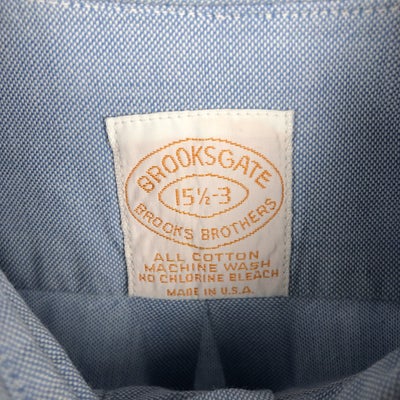 BROOKSGATE
15½-3
BROOKS BROTHERS
ALL COTTON
MACHINE WASH
NO CHLORINE BLEACH
MADE IN U.S.A.